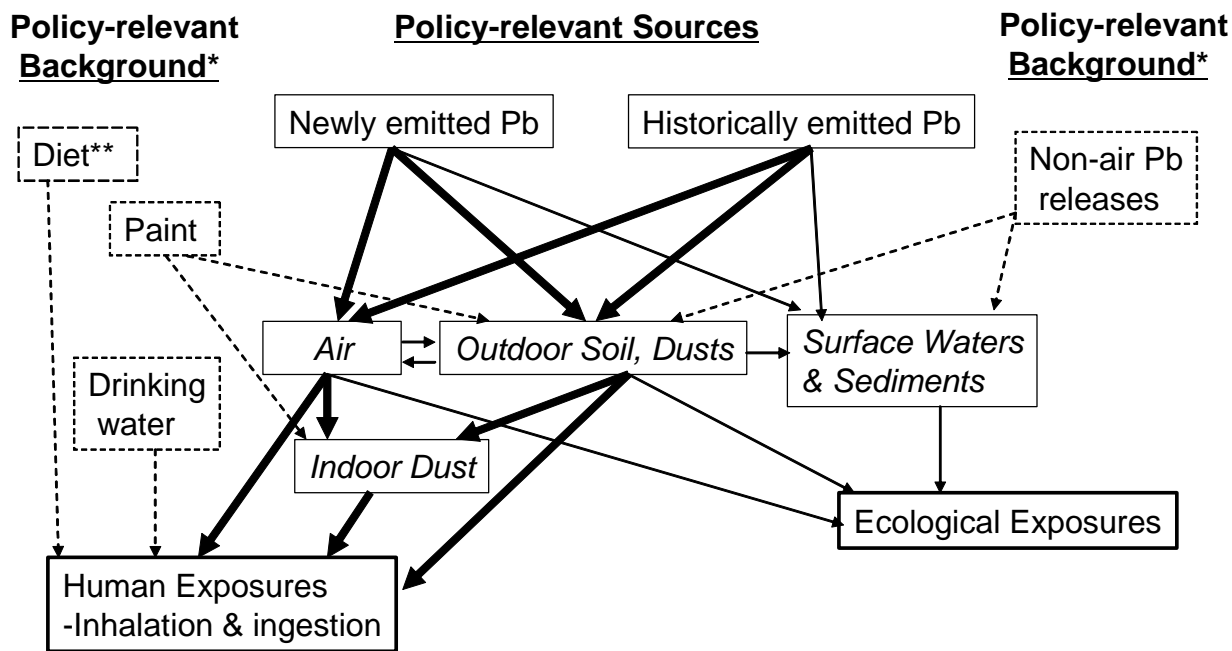 Policy-relevant
Background*
Policy-relevant Sources
Policy-relevant
Background*
Newly emitted Pb
Historically emitted Pb
Diet**
Non-air Pb
releases
Paint
Air
Outdoor Soil, Dusts
Surface Waters
& Sediments
Drinking
water
Indoor Dust
Ecological Exposures
Human Exposures
-Inhalation & ingestion